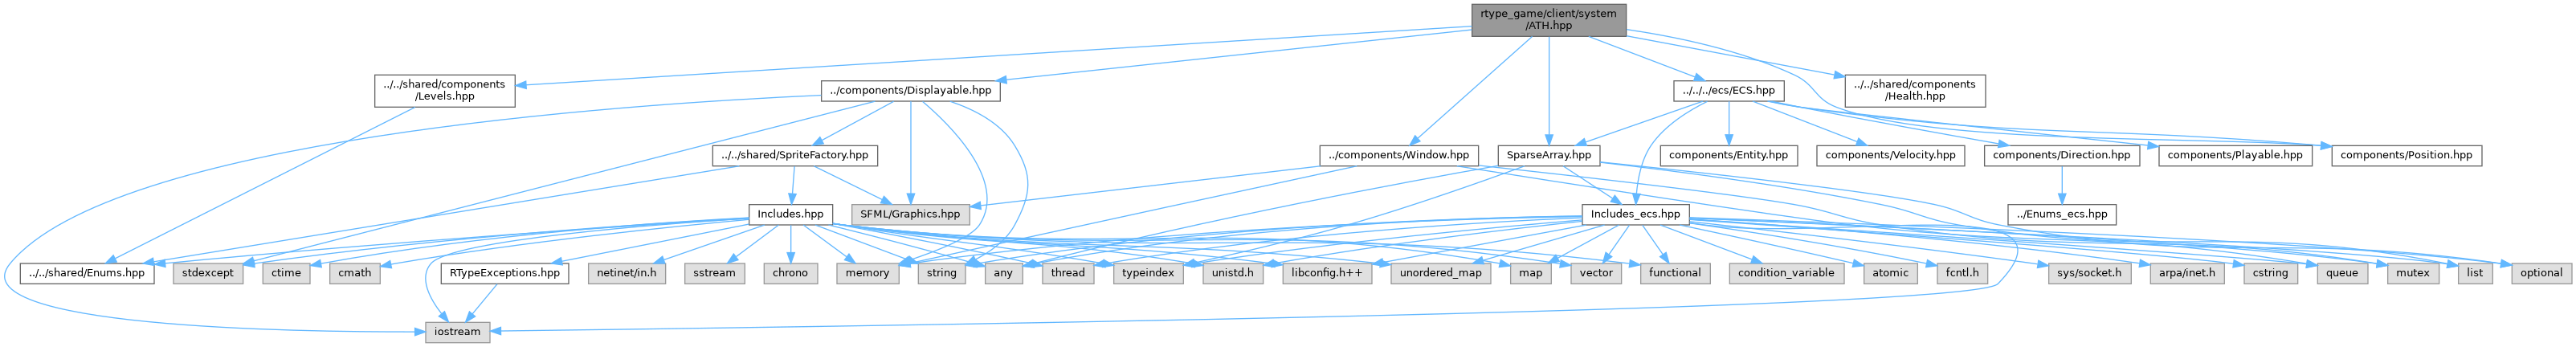 rtype_game/client/system
/ATH.hpp
../../shared/components
/Levels.hpp
../components/Displayable.hpp
../../../ecs/ECS.hpp
../../shared/components
/Health.hpp
../../shared/SpriteFactory.hpp
../components/Window.hpp
SparseArray.hpp
components/Entity.hpp
components/Velocity.hpp
components/Direction.hpp
components/Playable.hpp
components/Position.hpp
Includes.hpp
SFML/Graphics.hpp
Includes_ecs.hpp
../Enums_ecs.hpp
../../shared/Enums.hpp
stdexcept
ctime
cmath
RTypeExceptions.hpp
netinet/in.h
sstream
chrono
memory
string
any
thread
typeindex
unistd.h
libconfig.h++
unordered_map
map
vector
functional
condition_variable
atomic
fcntl.h
sys/socket.h
arpa/inet.h
cstring
queue
mutex
list
optional
iostream